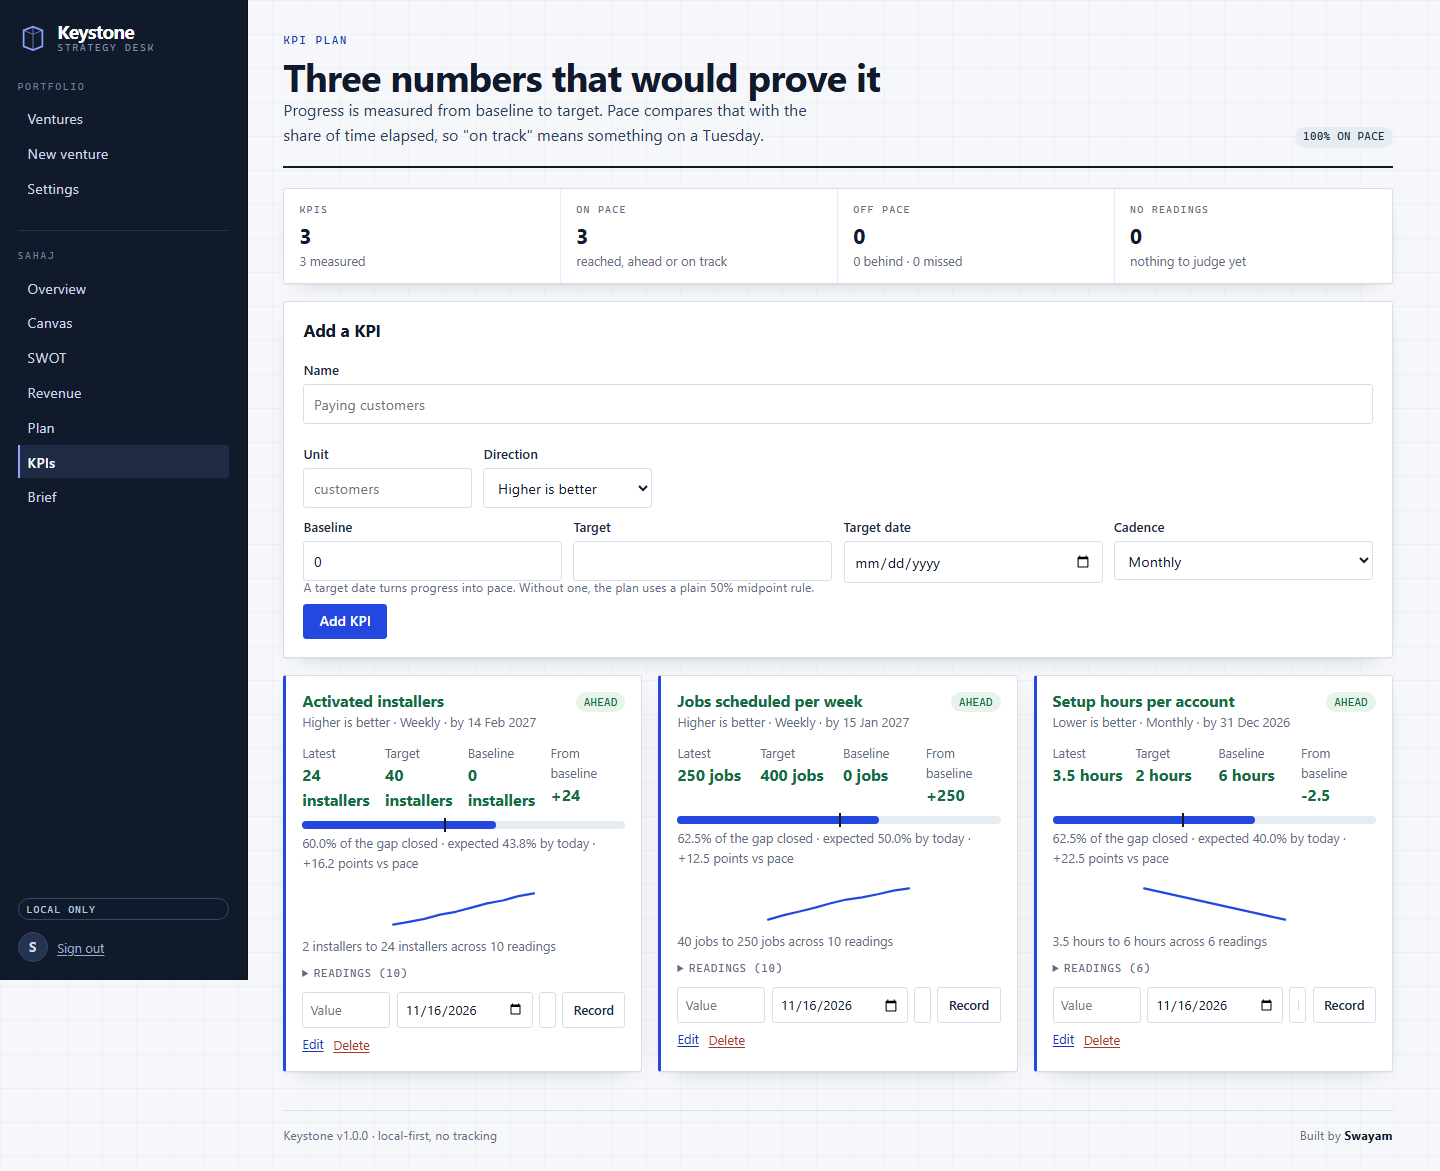 Keystone
STRATEGY DESK
PORTFOLIO
Ventures
New venture
Settings
SAHAJ
Overview
Canvas
SWOT
Revenue
Plan
KPIs
Brief
LOCAL ONLY
S
Sign out
KPI PLAN
Three numbers that would prove it
Progress is measured from baseline to target. Pace compares that with the
share of time elapsed, so "on track" means something on a Tuesday.
100% ON PACE
KPIS
3
3 measured
ON PACE
3
reached, ahead or on track
OFF PACE
0
0 behind · 0 missed
NO READINGS
0
nothing to judge yet
Add a KPI
Name
Paying customers
Unit
Direction
customers
Higher is better
Baseline
Target
Target date
Cadence
0
mm/dd/yyyy
Monthly
A target date turns progress into pace. Without one, the plan uses a plain 50% midpoint rule.
Add KPI
Activated installers
AHEAD
Higher is better · Weekly · by 14 Feb 2027
Latest
24
installers
Target
40
installers
Baseline
0
installers
From
baseline
+24
60.0% of the gap closed · expected 43.8% by today ·
+16.2 points vs pace
2 installers to 24 installers across 10 readings
READINGS (10)
Value
11/16/2026
Record
Edit
Delete
Jobs scheduled per week
AHEAD
Higher is better · Weekly · by 15 Jan 2027
Latest
250 jobs
Target
400 jobs
Baseline
0 jobs
From
baseline
+250
62.5% of the gap closed · expected 50.0% by today ·
+12.5 points vs pace
40 jobs to 250 jobs across 10 readings
READINGS (10)
Value
11/16/2026
Record
Edit
Delete
Setup hours per account
AHEAD
Lower is better · Monthly · by 31 Dec 2026
Latest
3.5 hours
Target
2 hours
Baseline
6 hours
From
baseline
-2.5
62.5% of the gap closed · expected 40.0% by today ·
+22.5 points vs pace
3.5 hours to 6 hours across 6 readings
READINGS (6)
Value
11/16/2026
Record
Edit
Delete
Keystone v1.0.0 · local-first, no tracking
Built by Swayam